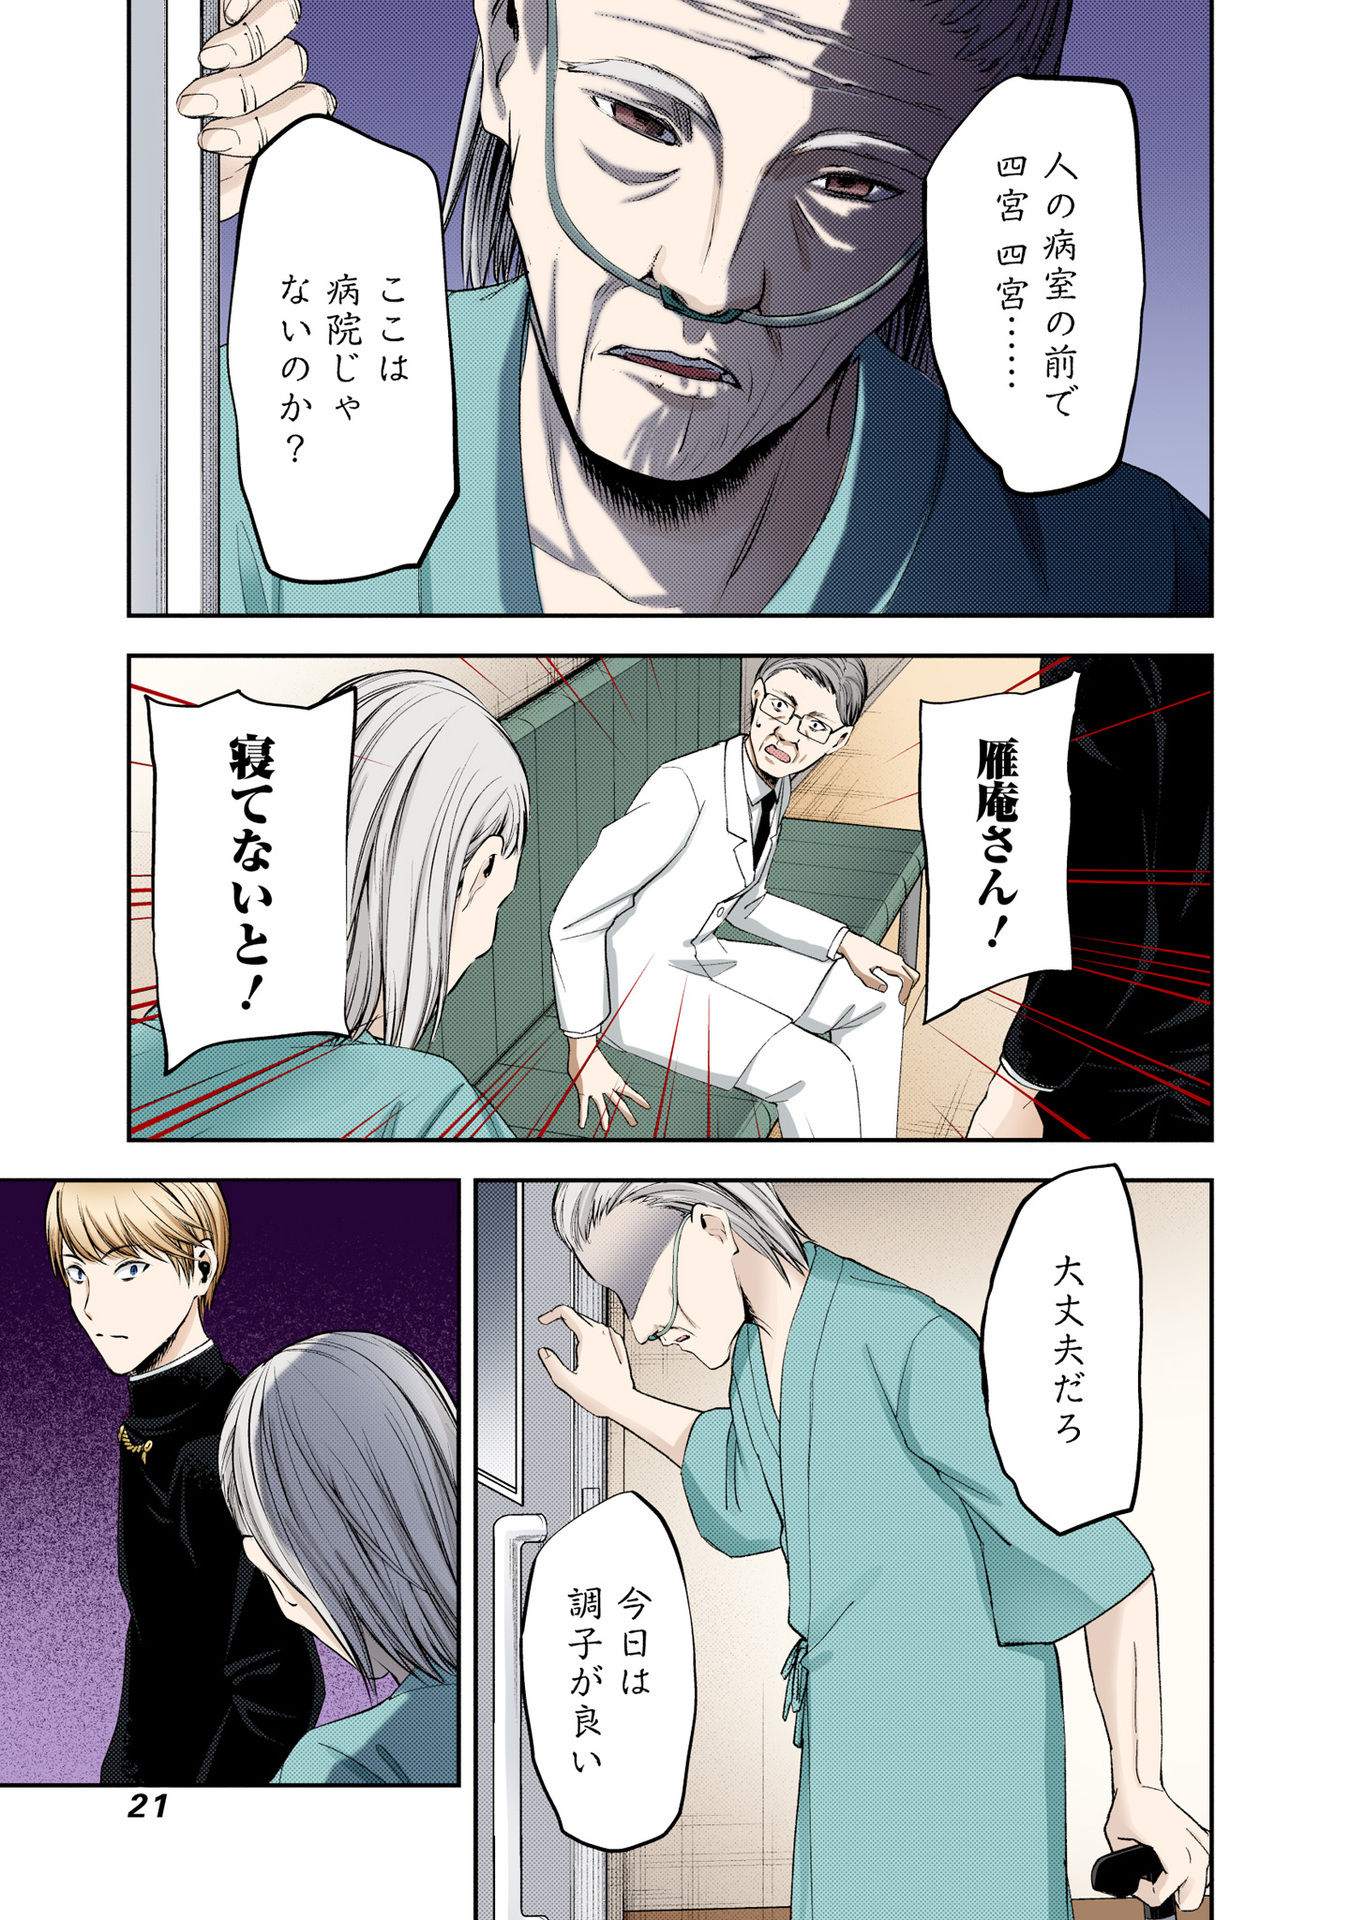 人の病室の前で
四宮 四宮……
ここは
病院じゃ
ないのか？
雁庵さん！
寝てないと！
大丈夫だろ
今日は
調子が良い
21